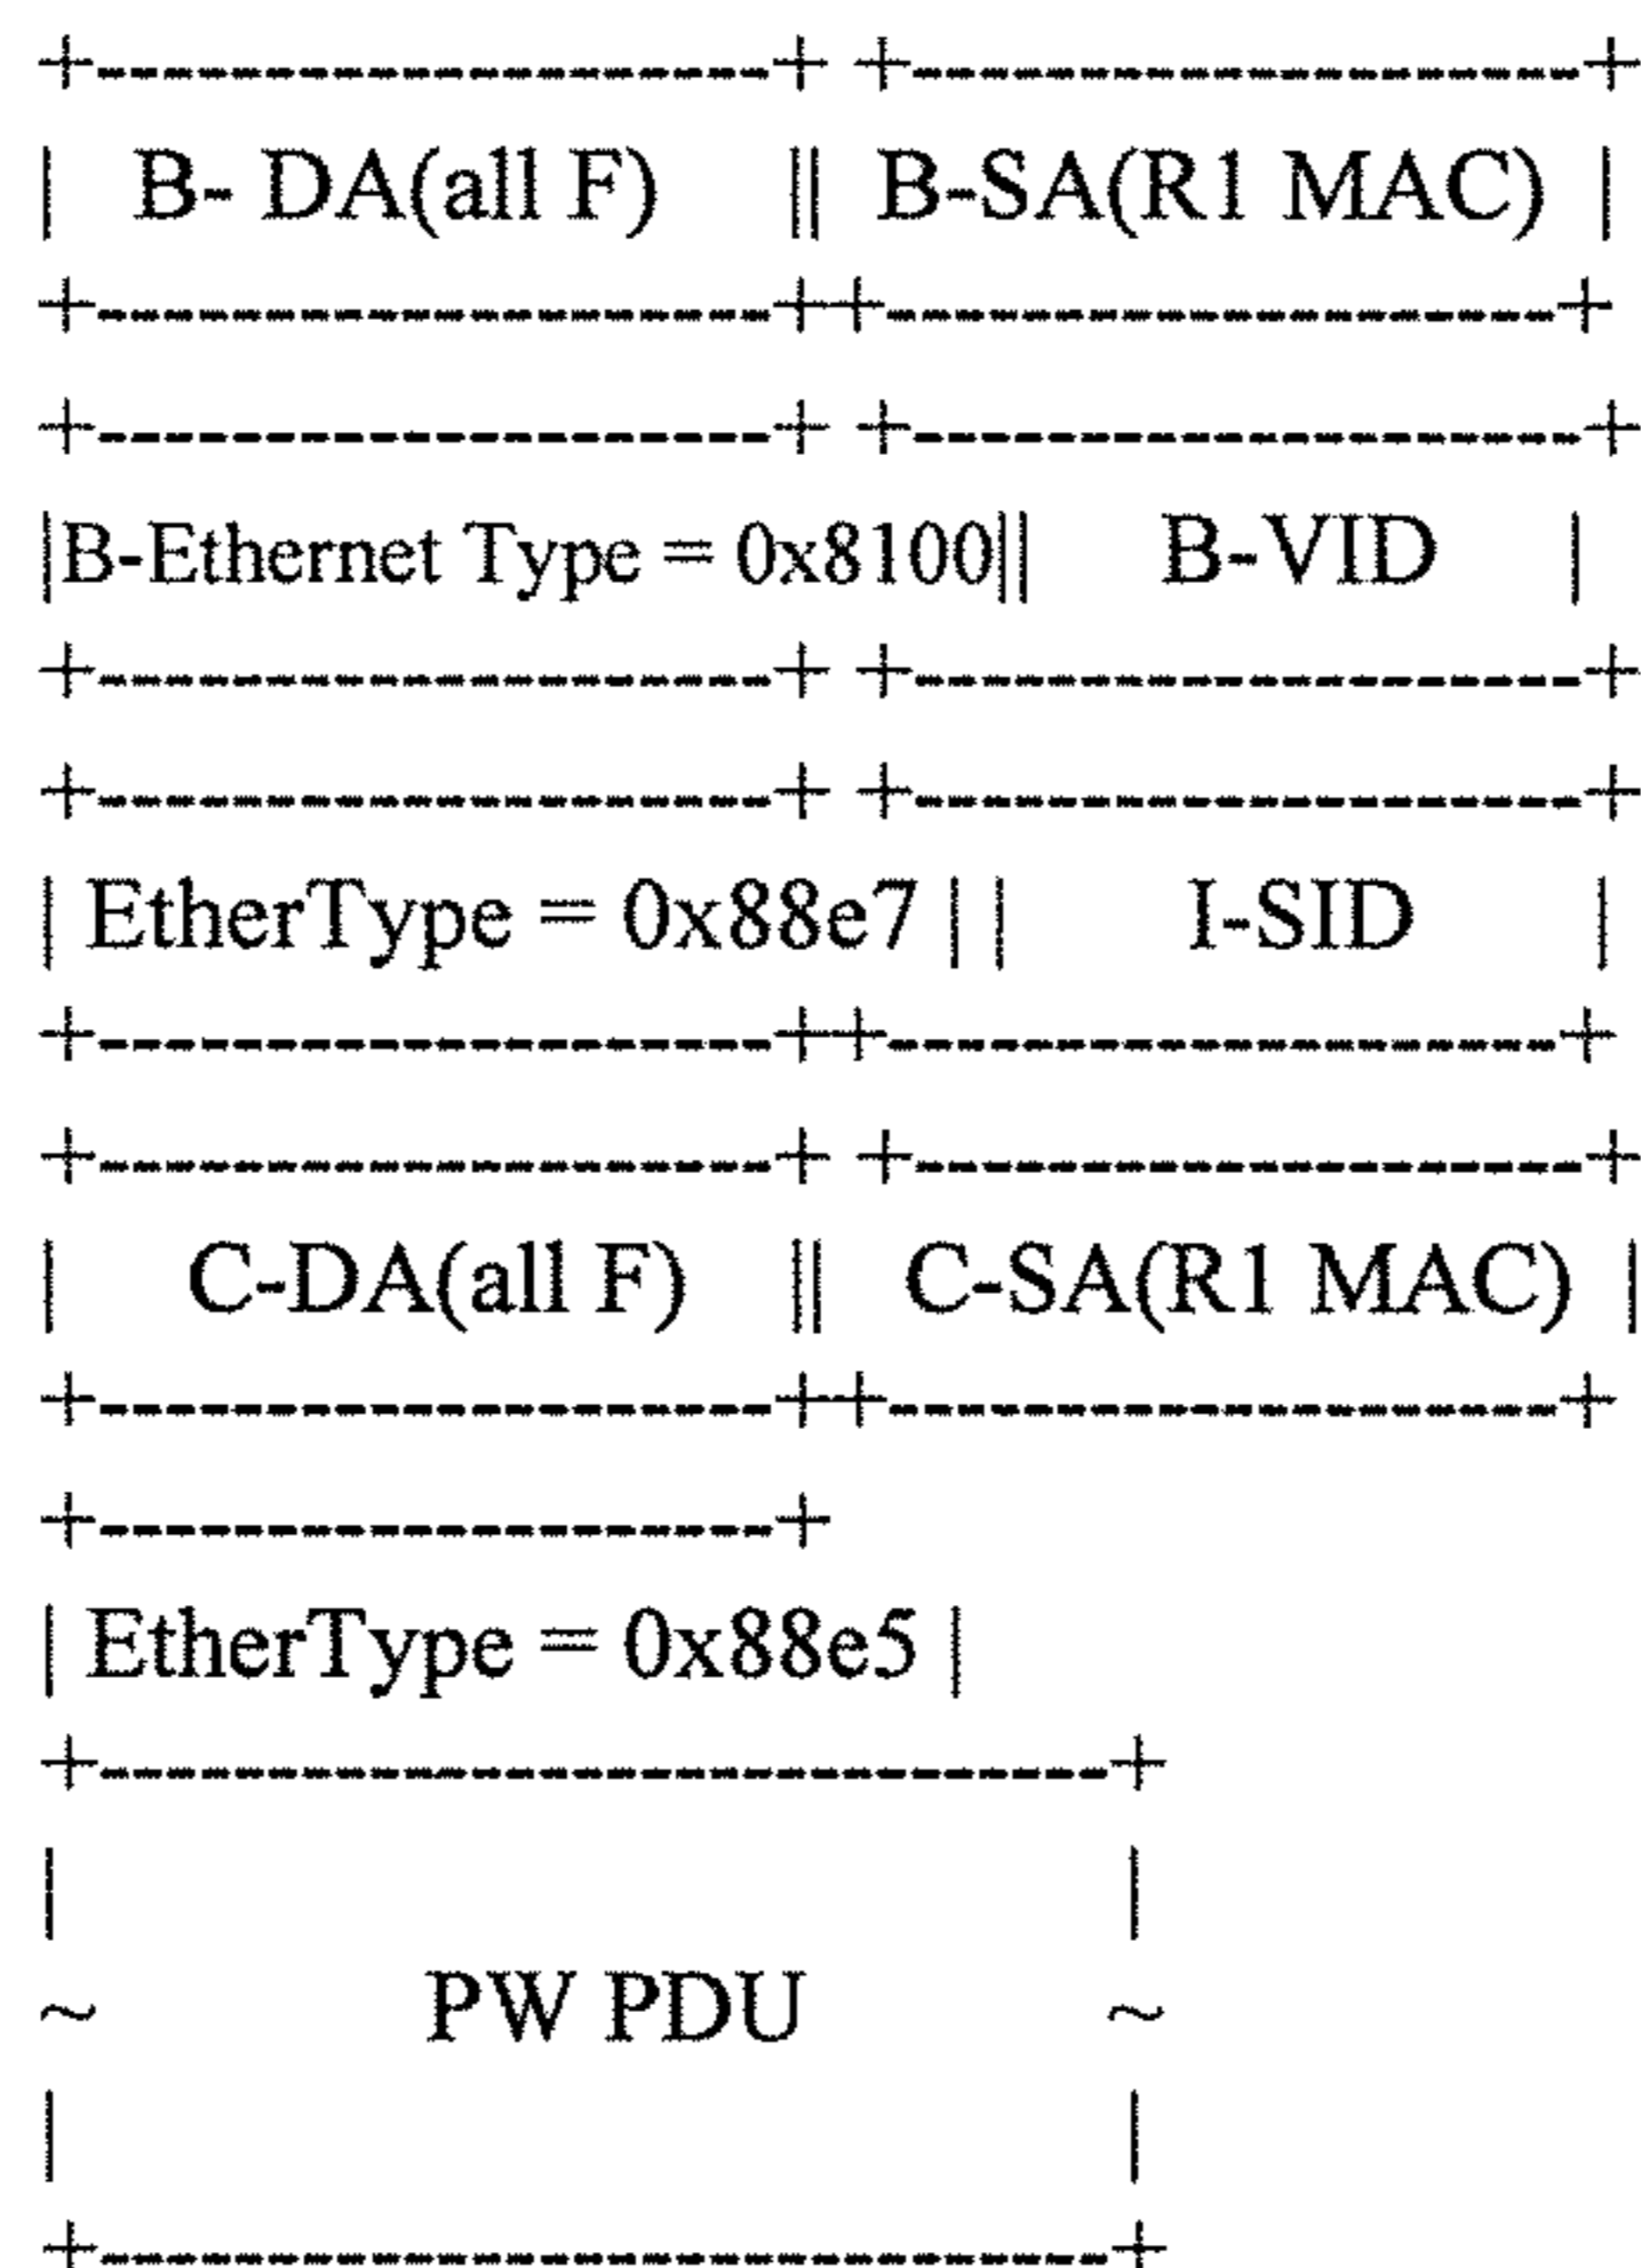 +--------------------+ +--------------------+
| B- DA(all F) || B-SA(R1 MAC) |
+--------------------++--------------------+
+--------------------+ +--------------------+
|B-Ethernet Type = 0x8100|| B-VID |
+--------------------+ +--------------------+
+--------------------+ +--------------------+
| EtherType = 0x88e7 || I-SID |
+--------------------++--------------------+
+--------------------+ +--------------------+
| C-DA(all F) || C-SA(R1 MAC) |
+--------------------++--------------------+
+--------------------+
| EtherType = 0x88e5 |
+------------------------------+
| |
~ PW PDU ~
| |
+------------------------------+